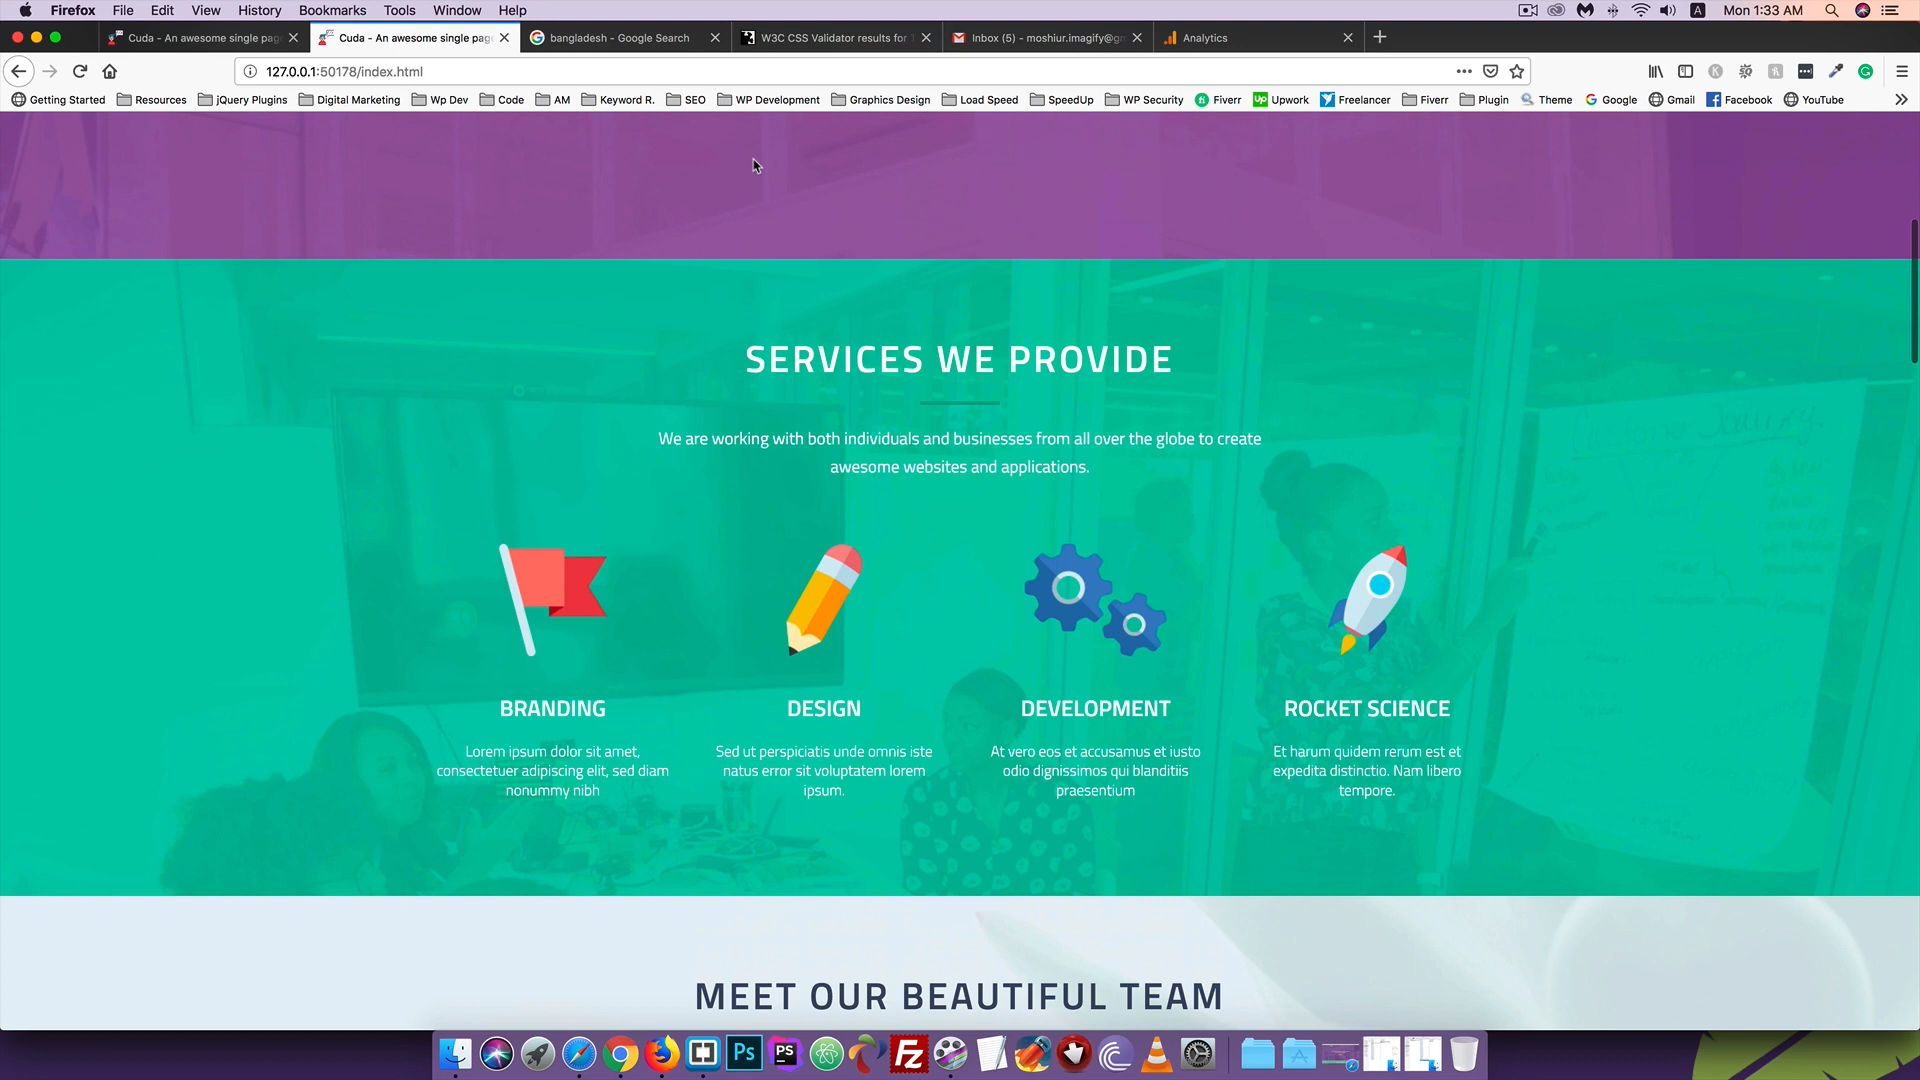 Firefox File Edit View History Bookmarks Tools Window Help A Mon 1:33 AM
Cuda - An awesome single pag Cuda - An awesome single pag bangladesh - Google Search W3C CSS Validator results for Inbox (5) - moshiur.imagify@gm Analytics
127.0.0.1:50178/index.html
Getting Started Resources jQuery Plugins Digital Marketing Wp Dev Code AM Keyword R. SEO WP Development Graphics Design Load Speed SpeedUp WP Security Fiverr Upwork Freelancer Fiverr Plugin Theme Google Gmail Facebook YouTube
SERVICES WE PROVIDE
We are working with both individuals and businesses from all over the globe to create
awesome websites and applications.
BRANDING
Lorem ipsum dolor sit amet,
consectetuer adipiscing elit, sed diam
nonummy nibh
DESIGN
Sed ut perspiciatis unde omnis iste
natus error sit voluptatem lorem
ipsum.
DEVELOPMENT
At vero eos et accusamus et iusto
odio dignissimos qui blanditiis
praesentium
ROCKET SCIENCE
Et harum quidem rerum est et
expedita distinctio. Nam libero
tempore.
MEET OUR BEAUTIFUL TEAM
Ps PS FZ